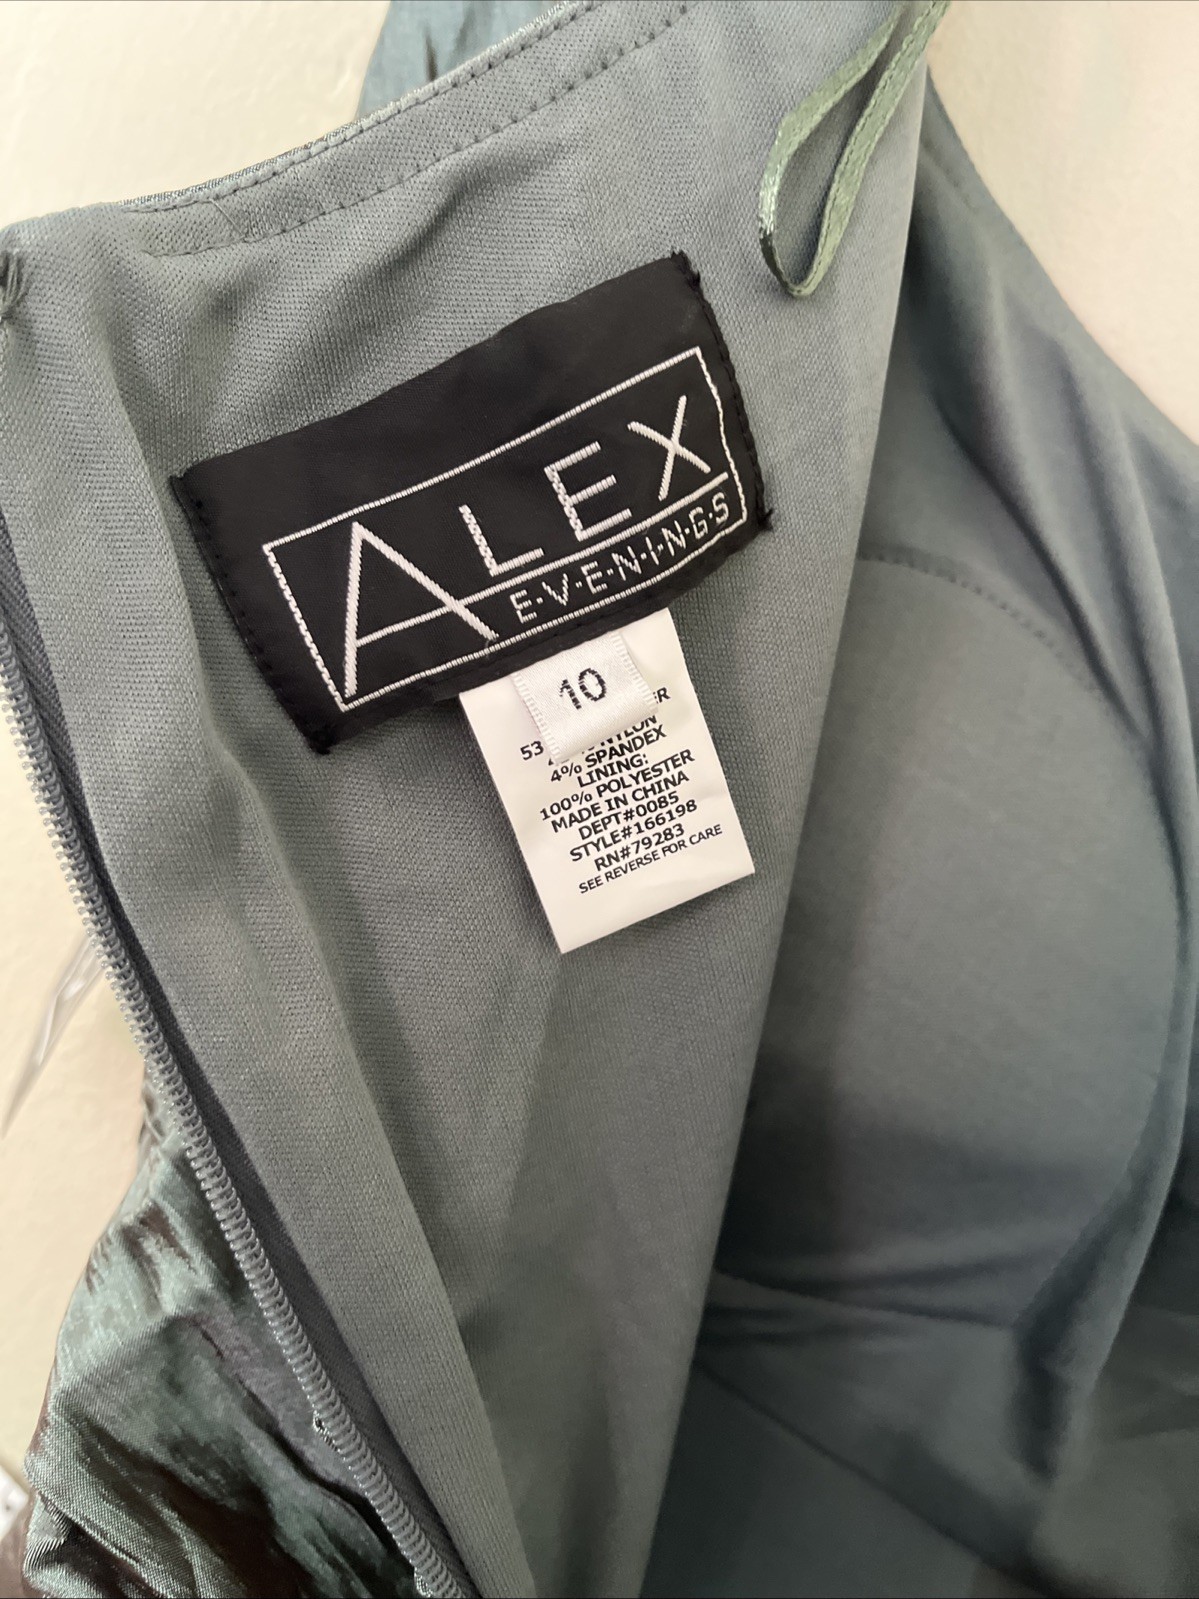 ALEX
E·V·E·N·I·N·G·S
10
53
4% SPANDEX
LINING:
100% POLYESTER
MADE IN CHINA
DEPT#0085
STYLE#166198
RN#79283
SEE REVERSE FOR CARE